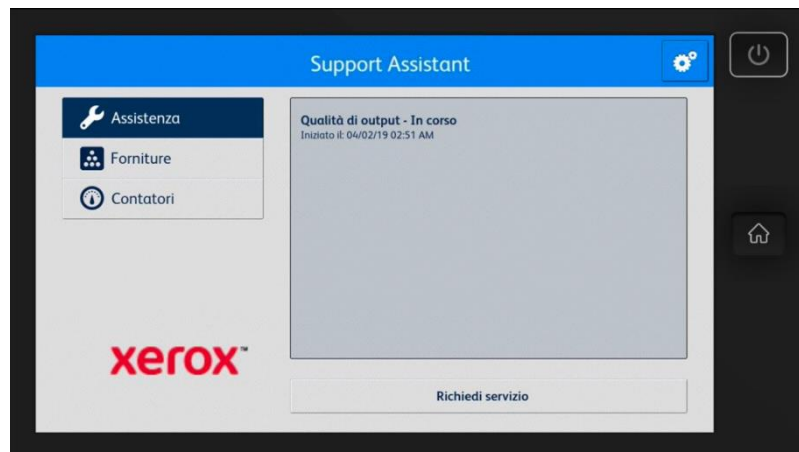 Support Assistant
Assistenza
Forniture
Contatori
Qualità di output - In corso
Iniziato il: 04/02/19 02:51 AM
xerox™
Richiedi servizio